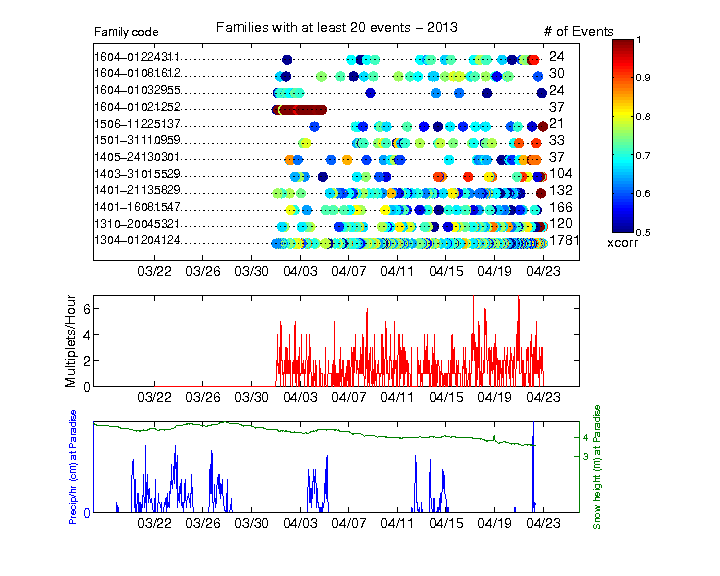 Family code Families with at least 20 events – 2013 # of Events
1604–01224311 24 1
1604–01081612 30
1604–01032955 24 0.9
1604–01021252 37
1506–11225137 21 0.8
1501–31110959 33
1405–24130301 37 0.7
1403–31015529 104
1401–21135829 132 0.6
1401–16081547 166
1310–20045321 120 0.5
1304–01204124 1781 xcorr
03/22 03/26 03/30 04/03 04/07 04/11 04/15 04/19 04/23
Multiplets/Hour
6
4
2
0
03/22 03/26 03/30 04/03 04/07 04/11 04/15 04/19 04/23
Precip/hr (cm) at Paradise
0
4
3
Snow height (m) at Paradise
03/22 03/26 03/30 04/03 04/07 04/11 04/15 04/19 04/23